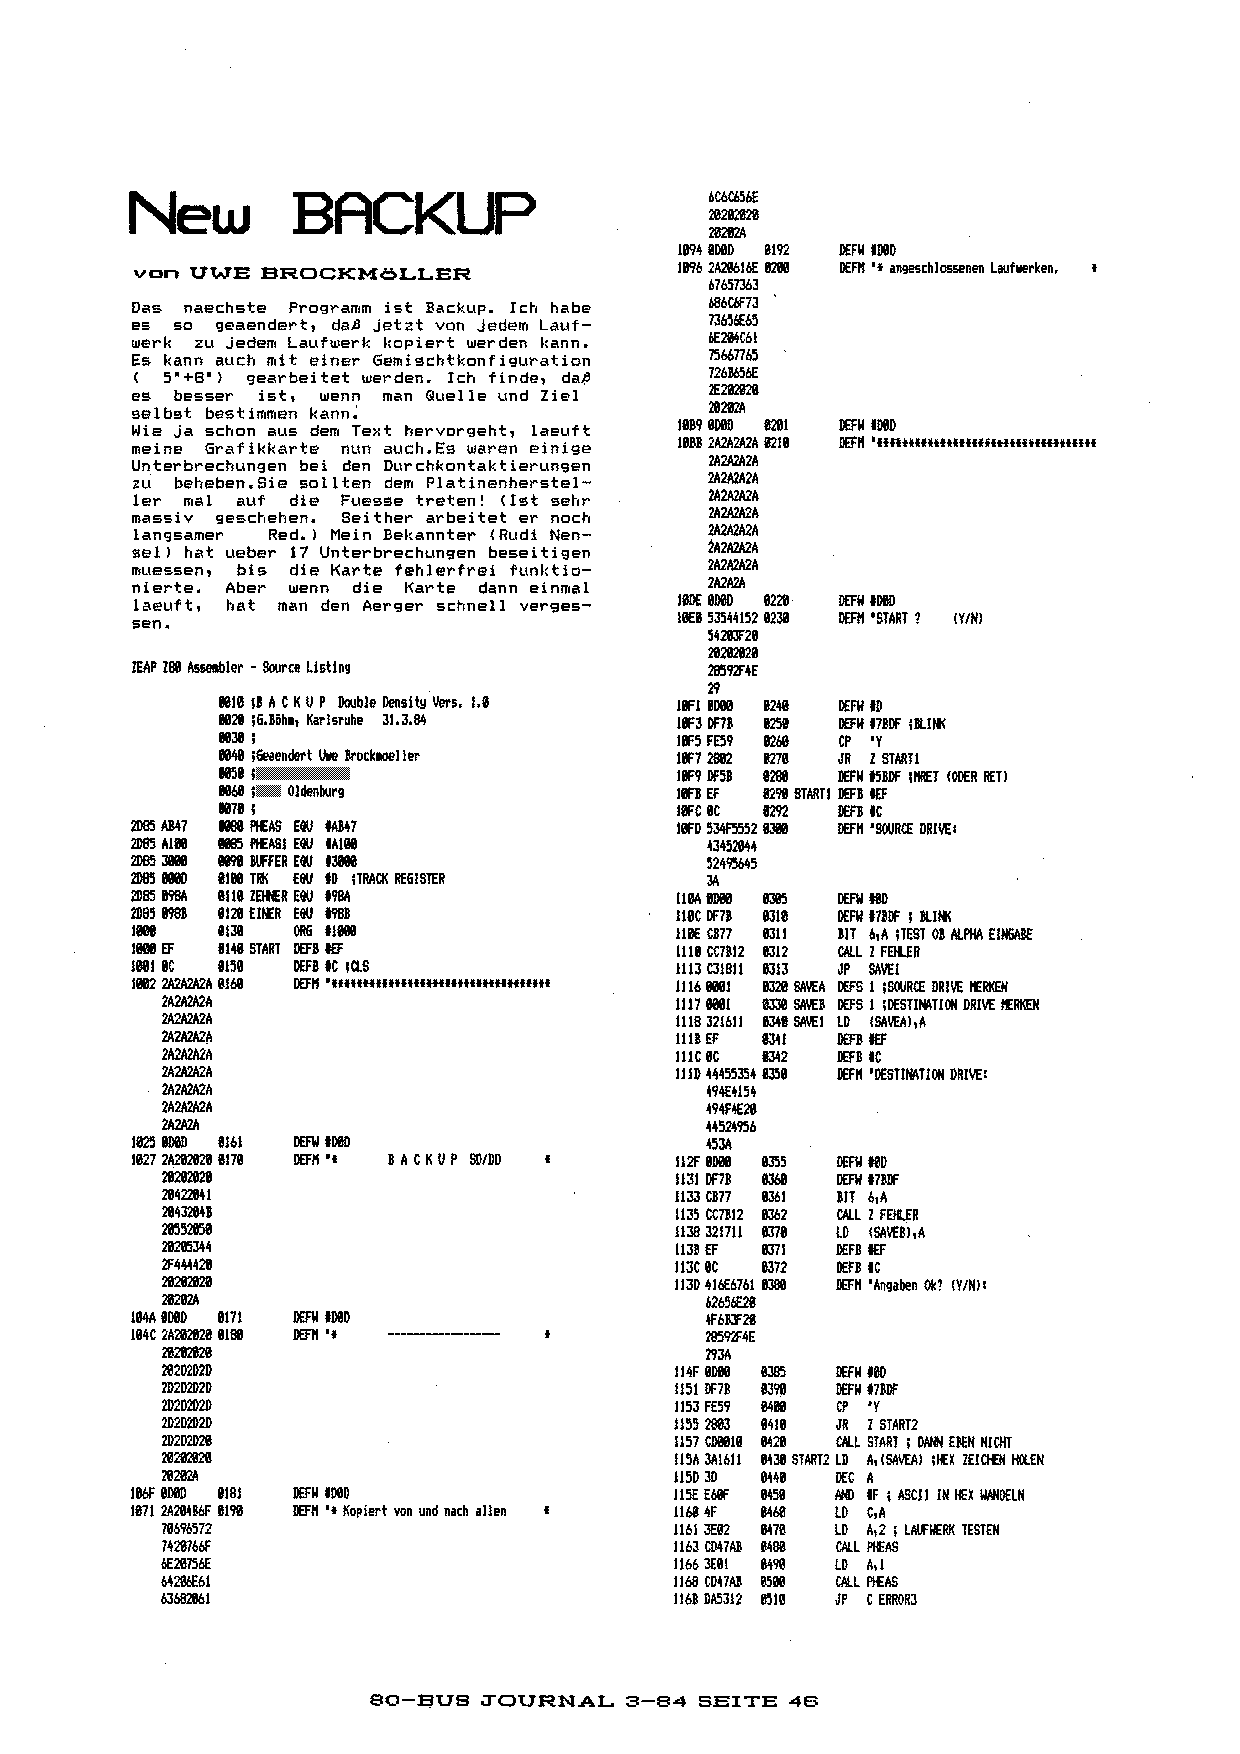 New BACKUP
von UWE BROCKMöLLER
Das naechste Programm ist Backup. Ich habe
es so geaendert, daß jetzt von jedem Lauf-
werk zu jedem Laufwerk kopiert werden kann.
Es kann auch mit einer Gemischtkonfiguration
( 5"+8") gearbeitet werden. Ich finde, daß
es besser ist, wenn man Quelle und Ziel
selbst bestimmen kann.
Wie ja schon aus dem Text hervorgeht, laeuft
meine Grafikkarte nun auch.Es waren einige
Unterbrechungen bei den Durchkontaktierungen
zu beheben.Sie sollten dem Platinenherstel-
ler mal auf die Fuesse treten! (Ist sehr
massiv geschehen. Seither arbeitet er noch
langsamer Red.) Mein Bekannter (Rudi Nen-
sel) hat ueber 17 Unterbrechungen beseitigen
muessen, bis die Karte fehlerfrei funktio-
nierte. Aber wenn die Karte dann einmal
laeuft, hat man den Aerger schnell verges-
sen.
ZEAP Z80 Assembler - Source Listing
0010 ;B A C K U P Double Density Vers. 1.0
0020 ;G.Böhm, Karlsruhe 31.3.84
0030 ;
0040 ;Geaendert Uwe Brockmoeller
0050 ;
0060 ; Oldenburg
0070 ;
2D85 AB47 0080 PHEAS EQU #AB47
2D85 A100 0085 PHEAS1 EQU #A100
2D85 3000 0090 BUFFER EQU #3000
2D85 000D 0100 TRK EQU #D ;TRACK REGISTER
2D85 09BA 0110 ZEHNER EQU #9BA
2D85 09BB 0120 EINER EQU #9BB
1000 0130 ORG #1000
1000 EF 0140 START DEFB #EF
1001 0C 0150 DEFB #C ;CLS
1002 2A2A2A2A 0160 DEFM "***********************************
2A2A2A2A
2A2A2A2A
2A2A2A2A
2A2A2A2A
2A2A2A2A
2A2A2A2A
2A2A2A2A
2A2A2A
1025 0D0D 0161 DEFW #D0D
1027 2A202020 0170 DEFM "* B A C K U P SD/DD *
20202020
20422041
2043204B
20552050
20205344
2F444420
20202020
20202A
104A 0D0D 0171 DEFW #D0D
104C 2A202020 0180 DEFM "* ------------------ *
20202020
202D2D2D
2D2D2D2D
2D2D2D2D
2D2D2D2D
2D2D2D20
20202020
20202A
106F 0D0D 0181 DEFW #D0D
1071 2A204B6F 0190 DEFM "* Kopiert von und nach allen *
70696572
7420766F
6E20756E
64206E61
63682061
6C6C656E
20202020
20202A
1094 0D0D 0192 DEFW #D0D
1096 2A20616E 0200 DEFM "* angeschlossenen Laufwerken. *
67657363
686C6F73
73656E65
6E204C61
75667765
726B656E
2E202020
20202A
10B9 0D0D 0201 DEFW #D0D
10BB 2A2A2A2A 0210 DEFM "***********************************
2A2A2A2A
2A2A2A2A
2A2A2A2A
2A2A2A2A
2A2A2A2A
2A2A2A2A
2A2A2A2A
2A2A2A
10DE 0D0D 0220 DEFW #D0D
10E0 53544152 0230 DEFM "START ? (Y/N)
54203F20
20202020
28592F4E
29
10F1 0D00 0240 DEFW #D
10F3 DF7B 0250 DEFW #7BDF ;BLINK
10F5 FE59 0260 CP "Y
10F7 2802 0270 JR Z START1
10F9 DF5B 0280 DEFW #5BDF ;MRET (ODER RET)
10FB EF 0290 START1 DEFB #EF
10FC 0C 0292 DEFB #C
10FD 534F5552 0300 DEFM "SOURCE DRIVE:
43452044
52495645
3A
110A 0D00 0305 DEFW #0D
110C DF7B 0310 DEFW #7BDF ; BLINK
110E CB77 0311 BIT 6,A ;TEST OB ALPHA EINGABE
1110 CC7B12 0312 CALL Z FEHLER
1113 C31811 0313 JP SAVE1
1116 0001 0320 SAVEA DEFS 1 ;SOURCE DRIVE MERKEN
1117 0001 0330 SAVEB DEFS 1 ;DESTINATION DRIVE MERKEN
1118 321611 0340 SAVE1 LD (SAVEA),A
111B EF 0341 DEFB #EF
111C 0C 0342 DEFB #C
111D 44455354 0350 DEFM "DESTINATION DRIVE:
494E4154
494F4E20
44524956
453A
112F 0D00 0355 DEFW #0D
1131 DF7B 0360 DEFW #7BDF
1133 CB77 0361 BIT 6,A
1135 CC7B12 0362 CALL Z FEHLER
1138 321711 0370 LD (SAVEB),A
113B EF 0371 DEFB #EF
113C 0C 0372 DEFB #C
113D 416E6761 0380 DEFM "Angaben Ok? (Y/N):
62656E20
4F6B3F20
28592F4E
293A
114F 0D00 0385 DEFW #0D
1151 DF7B 0390 DEFW #7BDF
1153 FE59 0400 CP "Y
1155 2803 0410 JR Z START2
1157 CD0010 0420 CALL START ; DANN EBEN NICHT
115A 3A1611 0430 START2 LD A,(SAVEA) ;HEX ZEICHEN HOLEN
115D 3D 0440 DEC A
115E E60F 0450 AND #F ; ASCII IN HEX WANDELN
1160 4F 0460 LD C,A
1161 3E02 0470 LD A,2 ; LAUFWERK TESTEN
1163 CD47AB 0480 CALL PHEAS
1166 3E01 0490 LD A,1
1168 CD47AB 0500 CALL PHEAS
116B DA5312 0510 JP C ERROR3
80-BUS JOURNAL 3-84 SEITE 46